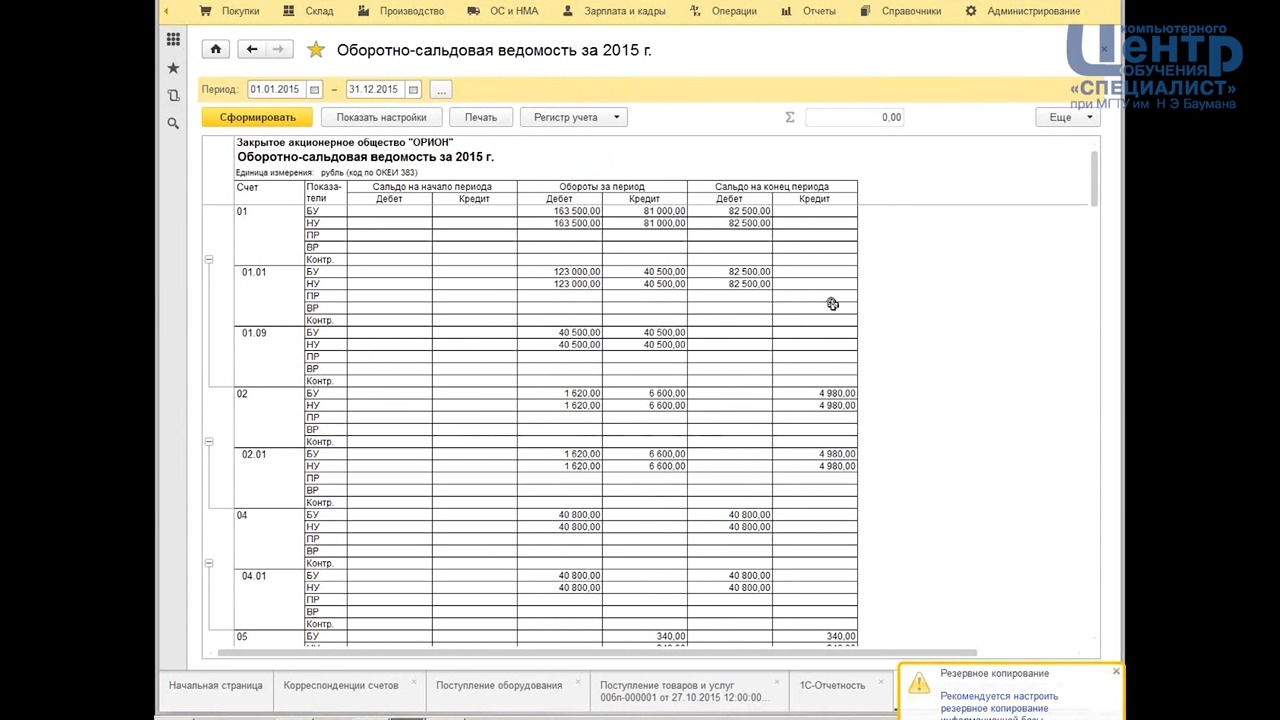 Покупки Склад Производство ОС и НМА Зарплата и кадры Операции Отчеты Справочники Администрирование
Оборотно-сальдовая ведомость за 2015 г.
компьютерного
Центр
ОБУЧЕНИЯ
«СПЕЦИАЛИСТ»
при МГТУ им Н Э Баумана
Период: 01.01.2015 – 31.12.2015 ...
Сформировать Показать настройки Печать Регистр учета Σ 0,00 Еще
Закрытое акционерное общество "ОРИОН"
Оборотно-сальдовая ведомость за 2015 г.
Единица измерения: рубль (код по ОКЕИ 383)
Счет Показа- Сальдо на начало периода Обороты за период Сальдо на конец периода
тели Дебет Кредит Дебет Кредит Дебет Кредит
01 БУ 163 500,00 81 000,00 82 500,00
НУ 163 500,00 81 000,00 82 500,00
ПР
ВР
Контр.
01.01 БУ 123 000,00 40 500,00 82 500,00
НУ 123 000,00 40 500,00 82 500,00
ПР
ВР
Контр.
01.09 БУ 40 500,00 40 500,00
НУ 40 500,00 40 500,00
ПР
ВР
Контр.
02 БУ 1 620,00 6 600,00 4 980,00
НУ 1 620,00 6 600,00 4 980,00
ПР
ВР
Контр.
02.01 БУ 1 620,00 6 600,00 4 980,00
НУ 1 620,00 6 600,00 4 980,00
ПР
ВР
Контр.
04 БУ 40 800,00 40 800,00
НУ 40 800,00 40 800,00
ПР
ВР
Контр.
04.01 БУ 40 800,00 40 800,00
НУ 40 800,00 40 800,00
ПР
ВР
Контр.
05 БУ 340,00 340,00
Начальная страница Корреспонденции счетов Поступление оборудования Поступление товаров и услуг 1С-Отчетность
00бп-000001 от 27.10.2015 12:00:00...
Резервное копирование
Рекомендуется настроить
резервное копирование